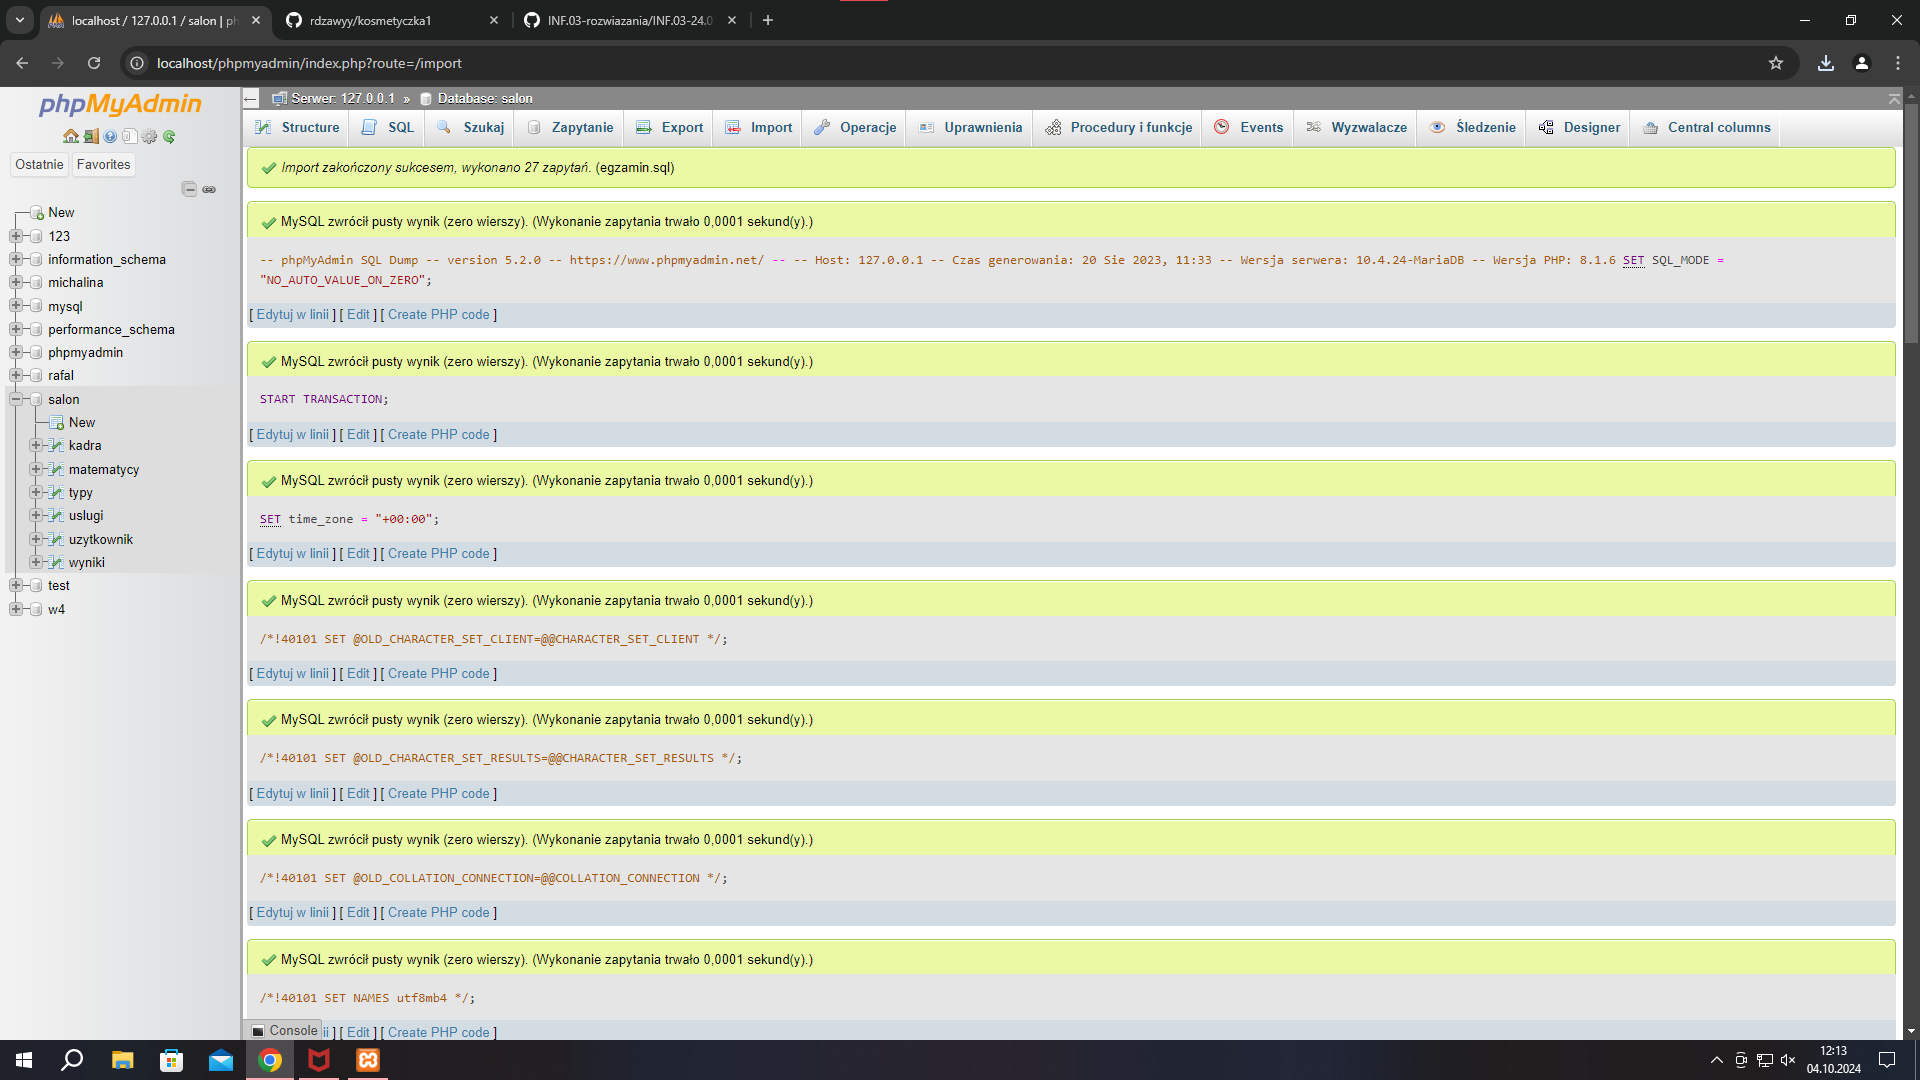 localhost / 127.0.0.1 / salon | ph
rdzawyy/kosmetyczka1
INF.03-rozwiazania/INF.03-24.0
localhost/phpmyadmin/index.php?route=/import
phpMyAdmin
Ostatnie
Favorites
New
123
information_schema
michalina
mysql
performance_schema
phpmyadmin
rafal
salon
New
kadra
matematycy
typy
uslugi
uzytkownik
wyniki
test
w4
Serwer: 127.0.0.1 » Database: salon
Structure SQL Szukaj Zapytanie Export Import Operacje Uprawnienia Procedury i funkcje Events Wyzwalacze Śledzenie Designer Central columns
Import zakończony sukcesem, wykonano 27 zapytań. (egzamin.sql)
MySQL zwrócił pusty wynik (zero wierszy). (Wykonanie zapytania trwało 0,0001 sekund(y).)
-- phpMyAdmin SQL Dump -- version 5.2.0 -- https://www.phpmyadmin.net/ -- -- Host: 127.0.0.1 -- Czas generowania: 20 Sie 2023, 11:33 -- Wersja serwera: 10.4.24-MariaDB -- Wersja PHP: 8.1.6 SET SQL_MODE =
"NO_AUTO_VALUE_ON_ZERO";
[ Edytuj w linii ] [ Edit ] [ Create PHP code ]
MySQL zwrócił pusty wynik (zero wierszy). (Wykonanie zapytania trwało 0,0001 sekund(y).)
START TRANSACTION;
[ Edytuj w linii ] [ Edit ] [ Create PHP code ]
MySQL zwrócił pusty wynik (zero wierszy). (Wykonanie zapytania trwało 0,0001 sekund(y).)
SET time_zone = "+00:00";
[ Edytuj w linii ] [ Edit ] [ Create PHP code ]
MySQL zwrócił pusty wynik (zero wierszy). (Wykonanie zapytania trwało 0,0001 sekund(y).)
/*!40101 SET @OLD_CHARACTER_SET_CLIENT=@@CHARACTER_SET_CLIENT */;
[ Edytuj w linii ] [ Edit ] [ Create PHP code ]
MySQL zwrócił pusty wynik (zero wierszy). (Wykonanie zapytania trwało 0,0001 sekund(y).)
/*!40101 SET @OLD_CHARACTER_SET_RESULTS=@@CHARACTER_SET_RESULTS */;
[ Edytuj w linii ] [ Edit ] [ Create PHP code ]
MySQL zwrócił pusty wynik (zero wierszy). (Wykonanie zapytania trwało 0,0001 sekund(y).)
/*!40101 SET @OLD_COLLATION_CONNECTION=@@COLLATION_CONNECTION */;
[ Edytuj w linii ] [ Edit ] [ Create PHP code ]
MySQL zwrócił pusty wynik (zero wierszy). (Wykonanie zapytania trwało 0,0001 sekund(y).)
/*!40101 SET NAMES utf8mb4 */;
Console ii ] [ Edit ] [ Create PHP code ]
12:13
04.10.2024